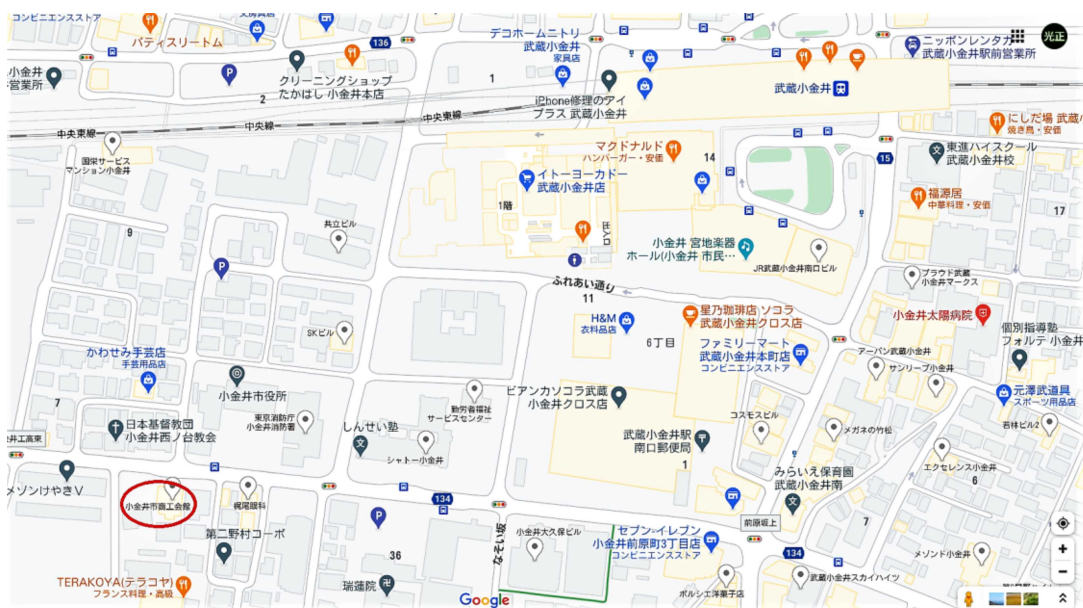 コンビニエンスストア
パティスリートム
136
デコホームニトリ
武蔵小金井
家具店
ニッポンレンタカー
武蔵小金井駅前営業所
光正
小金井
営業所
P
クリーニングショップ
たかはし 小金井本店
1
2
iPhone修理のアイ
プラス 武蔵小金井
武蔵小金井
中央東線
中央線
中央東線
国栄サービス
マンション小金井
マクドナルド
ハンバーガー・安価
14
15
にしだ場 武蔵
焼き鳥・安価
東進ハイスクール
武蔵小金井校
イトーヨーカドー
武蔵小金井店
1階
出入口
福源居
中華料理・安価
17
9
共立ビル
P
小金井 宮地楽器
ホール(小金井 市民…
JR武蔵小金井南口ビル
プラウド武蔵
小金井マークス
ふれあい通り
11
H&M
衣料品店
星乃珈琲店 ソコラ
武蔵小金井クロス店
小金井太陽病院
個別指導塾
フォルテ 小金井
SKビル
6丁目
ファミリーマート
武蔵小金井本町店
コンビニエンスストア
アーバン武蔵小金井
サンリープ小金井
かわせみ手芸店
手芸用品店
小金井市役所
勤労者福祉
サービスセンター
ビアンカソコラ武蔵
小金井クロス店
元澤武道具
スポーツ用品店
7
東京消防庁
小金井消防署
コスモスビル
若林ビル2
日本基督教団
小金井西ノ台教会
しんせい塾
シャトー小金井
武蔵小金井駅
南口郵便局
1
メガネの竹松
井工高東
メゾンけやきⅤ
小金井市商工会館
梶尾眼科
134
P
みらいえ保育園
武蔵小金井南
エクセレンス小金井
7
第二野村コーポ
なそい坂
小金井大久保ビル
セブン-イレブン
小金井前原町3丁目店
コンビニエンスストア
前原坂上
134
メゾンド小金井
36
TERAKOYA(テラコヤ)
フランス料理・高級
瑞蓮院
Google
ポルシエ洋菓子店
武蔵小金井スカイハイツ